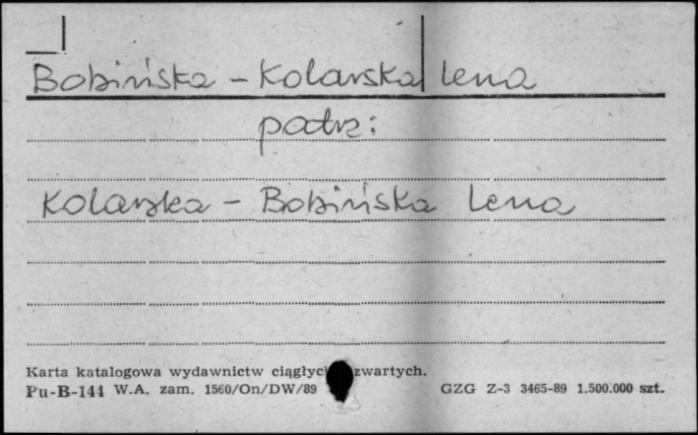 Bobińska - Kolarska Lena
patrz:
Kolarska - Bobińska Lena
Karta katalogowa wydawnictw ciągłych zwartych.
Pu-B-144 W.A. zam. 1560/On/DW/89 GZG Z-3 3465-89 1.500.000 szt.